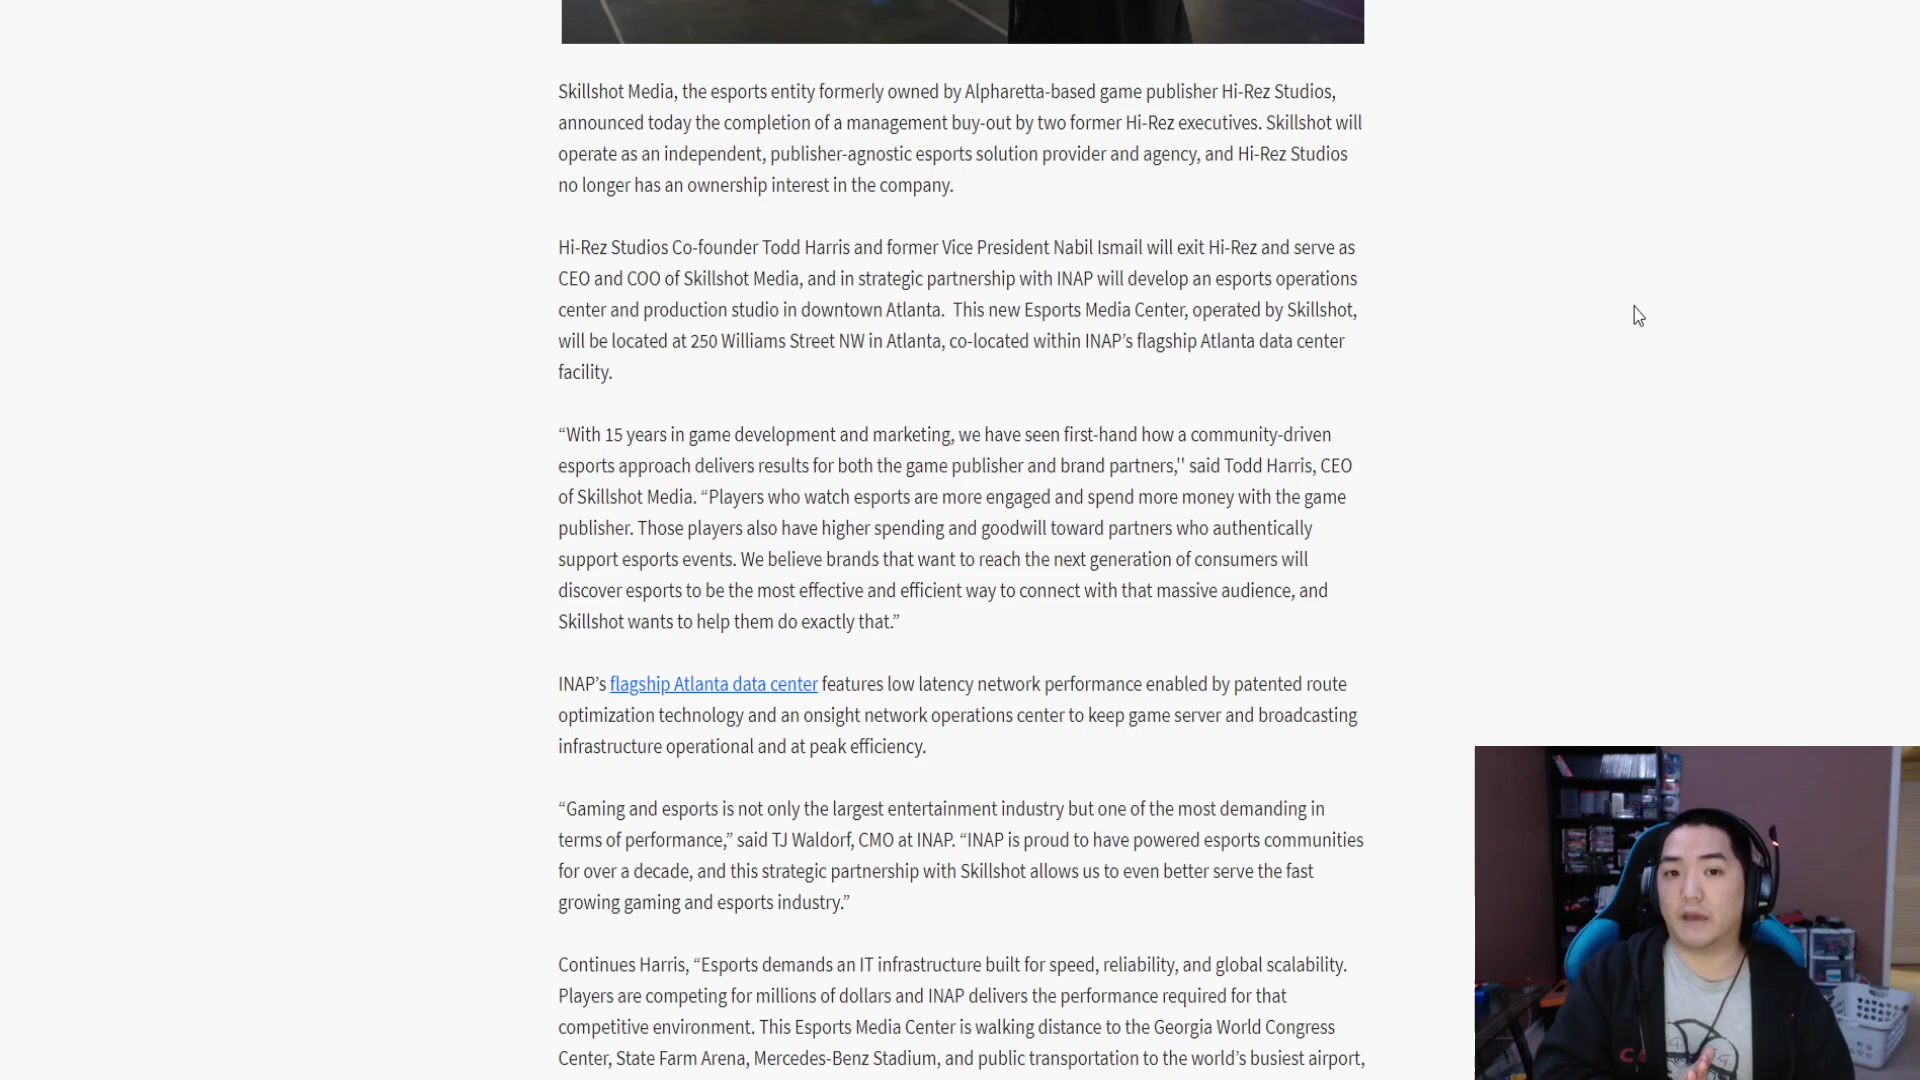 Skillshot Media, the esports entity formerly owned by Alpharetta-based game publisher Hi-Rez Studios,
announced today the completion of a management buy-out by two former Hi-Rez executives. Skillshot will
operate as an independent, publisher-agnostic esports solution provider and agency, and Hi-Rez Studios
no longer has an ownership interest in the company.
Hi-Rez Studios Co-founder Todd Harris and former Vice President Nabil Ismail will exit Hi-Rez and serve as
CEO and COO of Skillshot Media, and in strategic partnership with INAP will develop an esports operations
center and production studio in downtown Atlanta.  This new Esports Media Center, operated by Skillshot,
will be located at 250 Williams Street NW in Atlanta, co-located within INAP’s flagship Atlanta data center
facility.
“With 15 years in game development and marketing, we have seen first-hand how a community-driven
esports approach delivers results for both the game publisher and brand partners,'' said Todd Harris, CEO
of Skillshot Media. “Players who watch esports are more engaged and spend more money with the game
publisher. Those players also have higher spending and goodwill toward partners who authentically
support esports events. We believe brands that want to reach the next generation of consumers will
discover esports to be the most effective and efficient way to connect with that massive audience, and
Skillshot wants to help them do exactly that.”
INAP’s flagship Atlanta data center features low latency network performance enabled by patented route
optimization technology and an onsight network operations center to keep game server and broadcasting
infrastructure operational and at peak efficiency.
“Gaming and esports is not only the largest entertainment industry but one of the most demanding in
terms of performance,” said TJ Waldorf, CMO at INAP. “INAP is proud to have powered esports communities
for over a decade, and this strategic partnership with Skillshot allows us to even better serve the fast
growing gaming and esports industry.”
Continues Harris, “Esports demands an IT infrastructure built for speed, reliability, and global scalability.
Players are competing for millions of dollars and INAP delivers the performance required for that
competitive environment. This Esports Media Center is walking distance to the Georgia World Congress
Center, State Farm Arena, Mercedes-Benz Stadium, and public transportation to the world’s busiest airport,